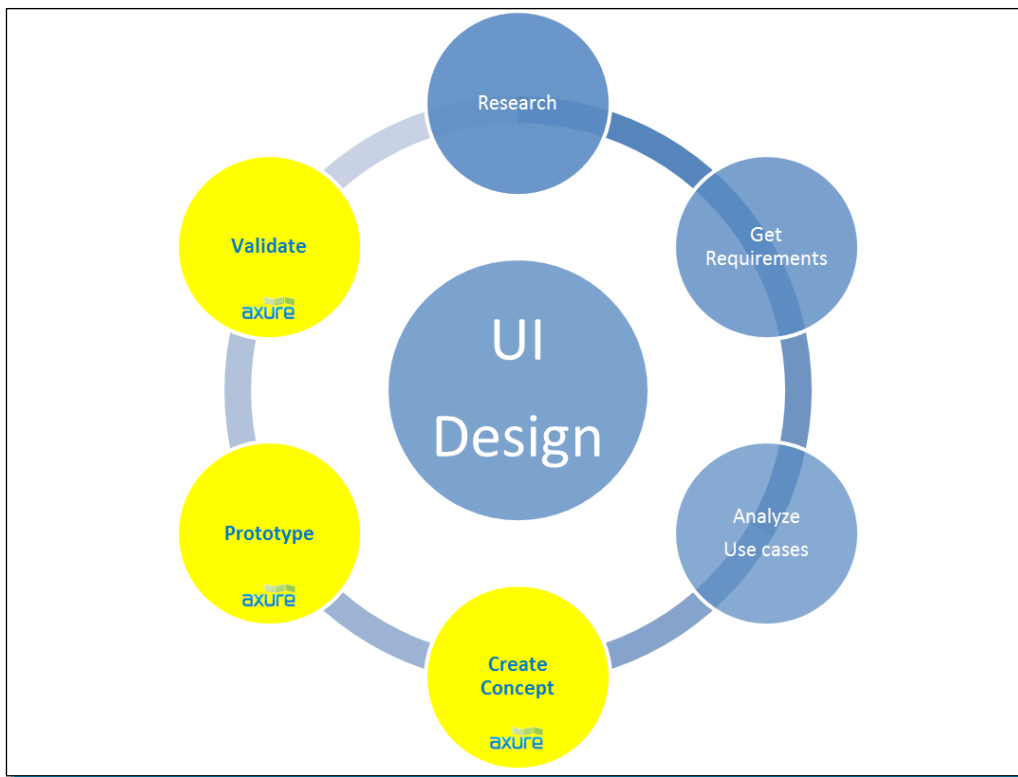 Research
Get
Requirements
Analyze
Use cases
Create
Concept
axure
Prototype
axure
Validate
axure
UI
Design